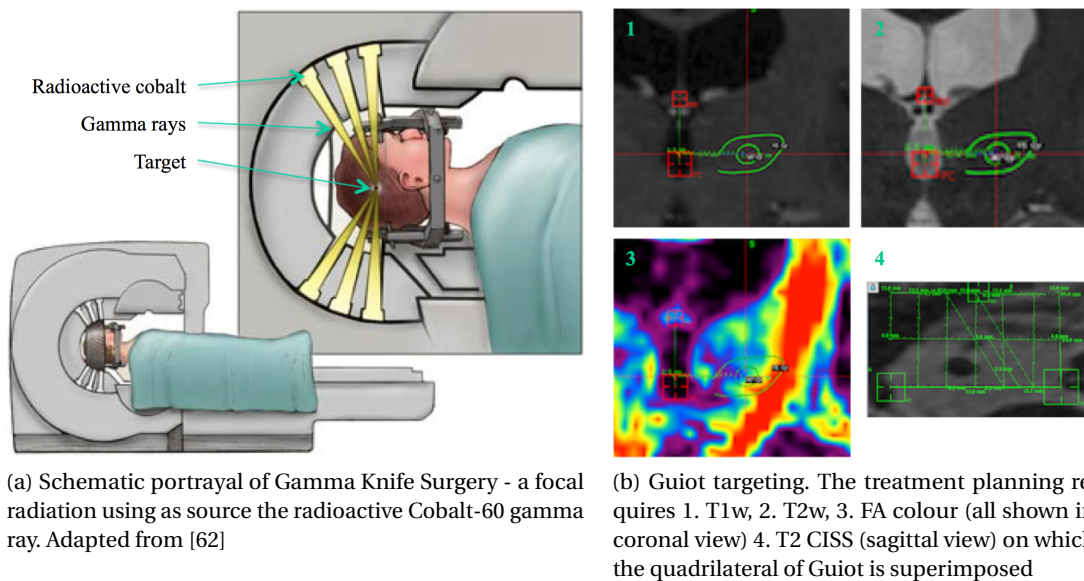 Radioactive cobalt
Gamma rays
Target
1
2
3
4
(a) Schematic portrayal of Gamma Knife Surgery - a focal
radiation using as source the radioactive Cobalt-60 gamma
ray. Adapted from [62]
(b) Guiot targeting. The treatment planning re
quires 1. T1w, 2. T2w, 3. FA colour (all shown in
coronal view) 4. T2 CISS (sagittal view) on which
the quadrilateral of Guiot is superimposed